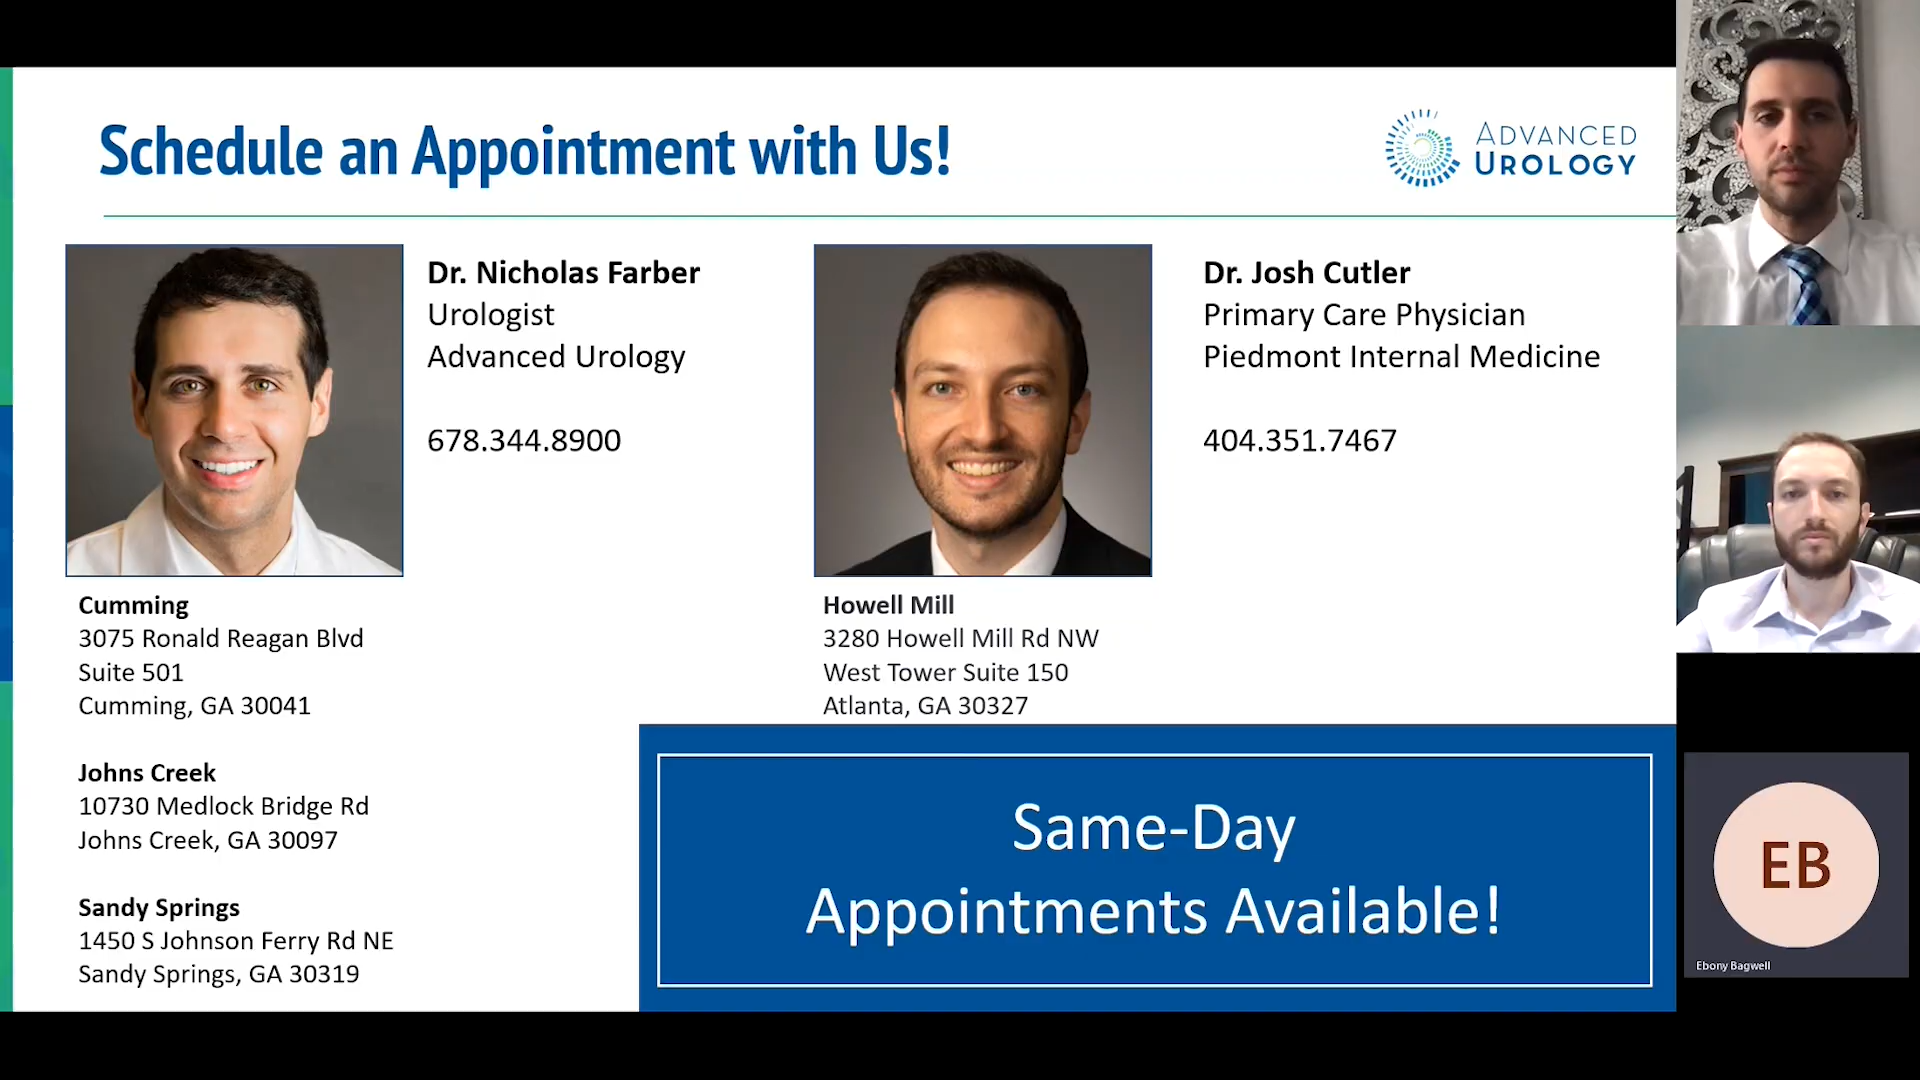 Schedule an Appointment with Us!
ADVANCED
UROLOGY
Dr. Nicholas Farber
Urologist
Advanced Urology
678.344.8900
Dr. Josh Cutler
Primary Care Physician
Piedmont Internal Medicine
404.351.7467
Cumming
3075 Ronald Reagan Blvd
Suite 501
Cumming, GA 30041
Johns Creek
10730 Medlock Bridge Rd
Johns Creek, GA 30097
Sandy Springs
1450 S Johnson Ferry Rd NE
Sandy Springs, GA 30319
Howell Mill
3280 Howell Mill Rd NW
West Tower Suite 150
Atlanta, GA 30327
Same-Day
Appointments Available!
EB
Ebony Bagwell